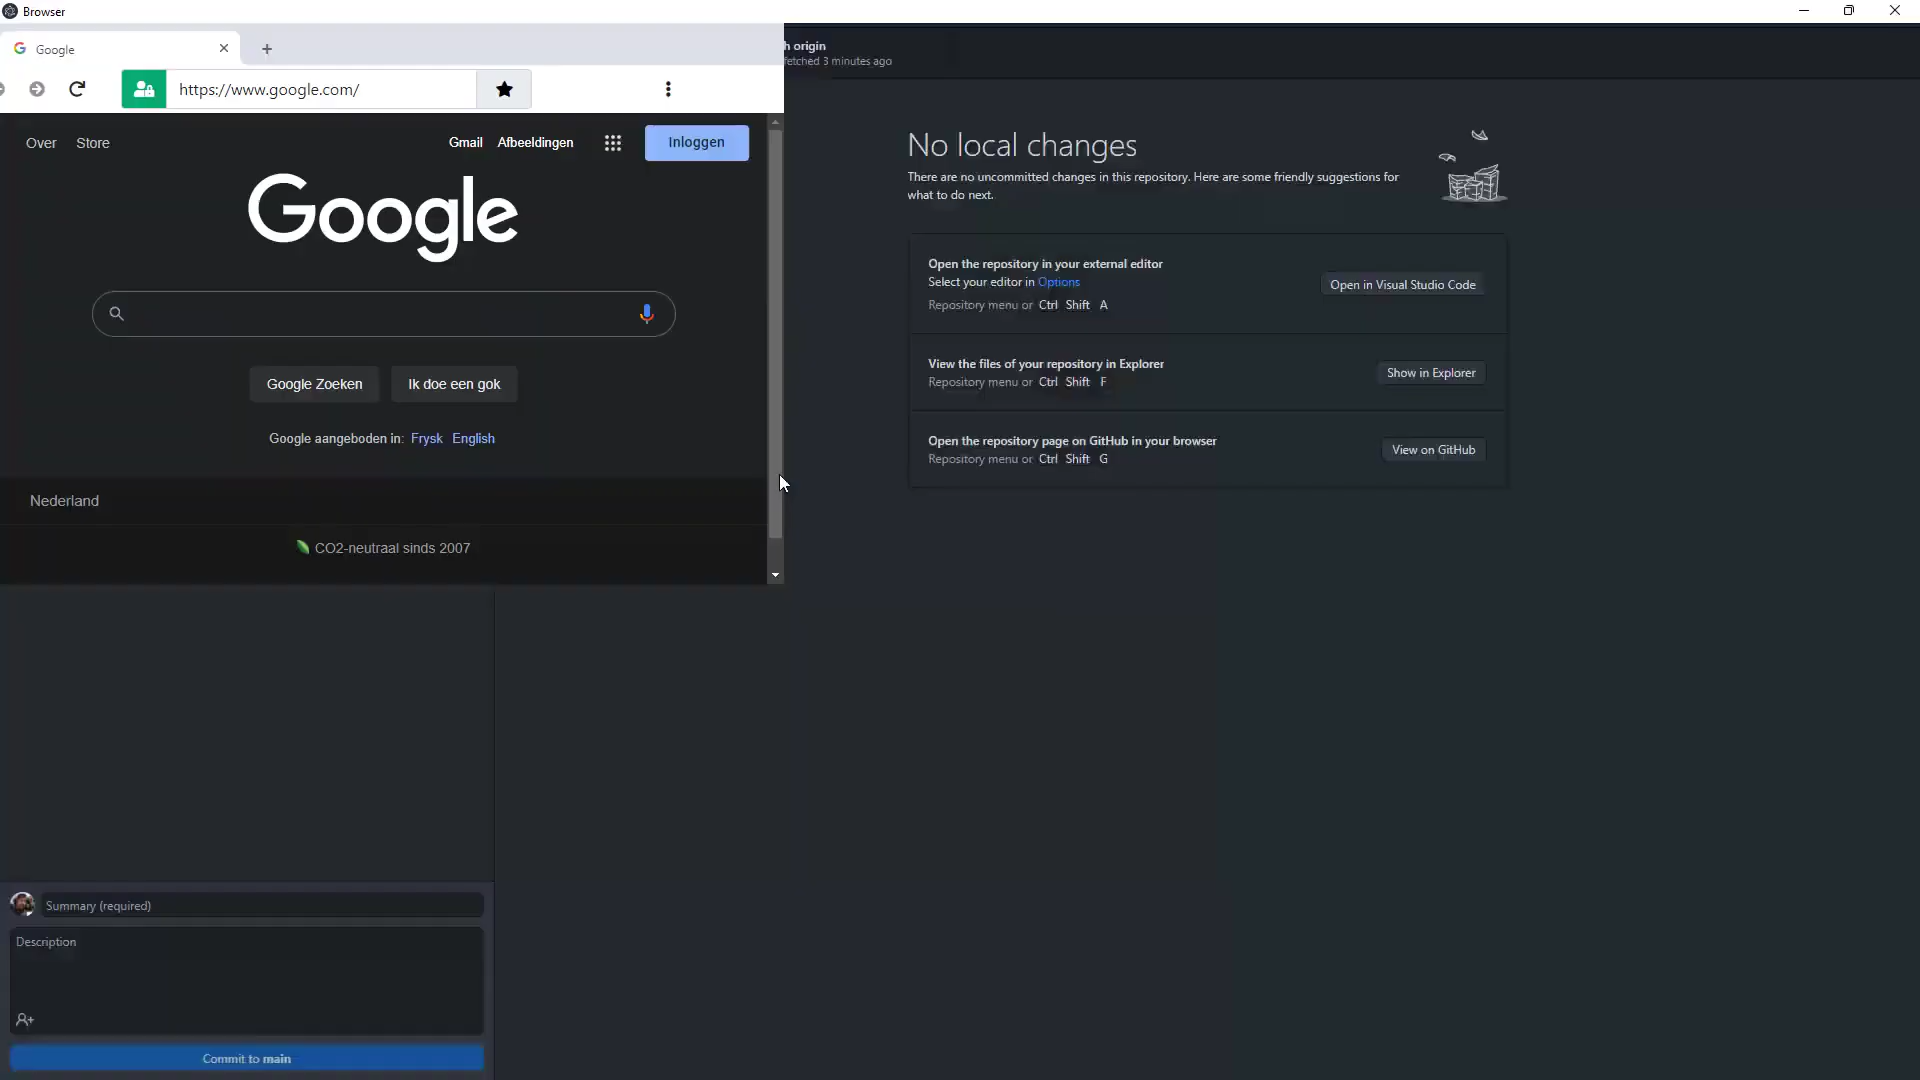 Browser
Google
h origin
fetched 3 minutes ago
https://www.google.com/
Over Store
Gmail Afbeeldingen
Inloggen
Google
Google Zoeken
Ik doe een gok
Google aangeboden in: Frysk English
Nederland
CO2-neutraal sinds 2007
No local changes
There are no uncommitted changes in this repository. Here are some friendly suggestions for
what to do next.
Open the repository in your external editor
Select your editor in Options
Repository menu or Ctrl Shift A
Open in Visual Studio Code
View the files of your repository in Explorer
Repository menu or Ctrl Shift F
Show in Explorer
Open the repository page on GitHub in your browser
Repository menu or Ctrl Shift G
View on GitHub
Summary (required)
Description
Commit to main